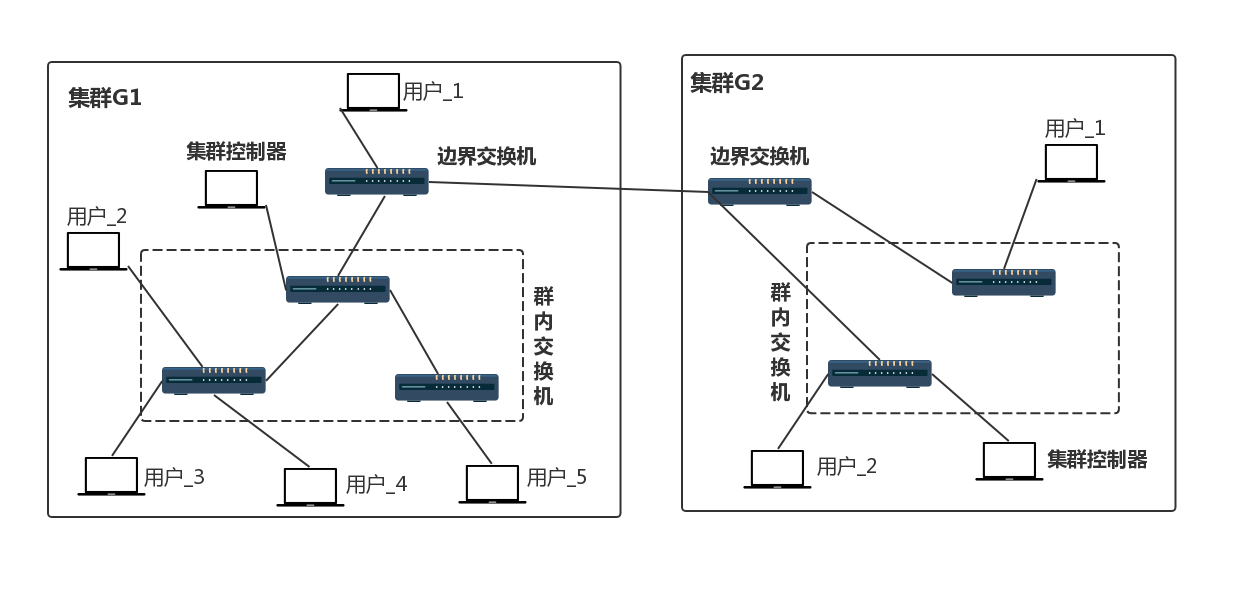 集群G1
用户_1
集群控制器
边界交换机
用户_2
群内交换机
用户_3
用户_4
用户_5
集群G2
边界交换机
用户_1
群内交换机
用户_2
集群控制器